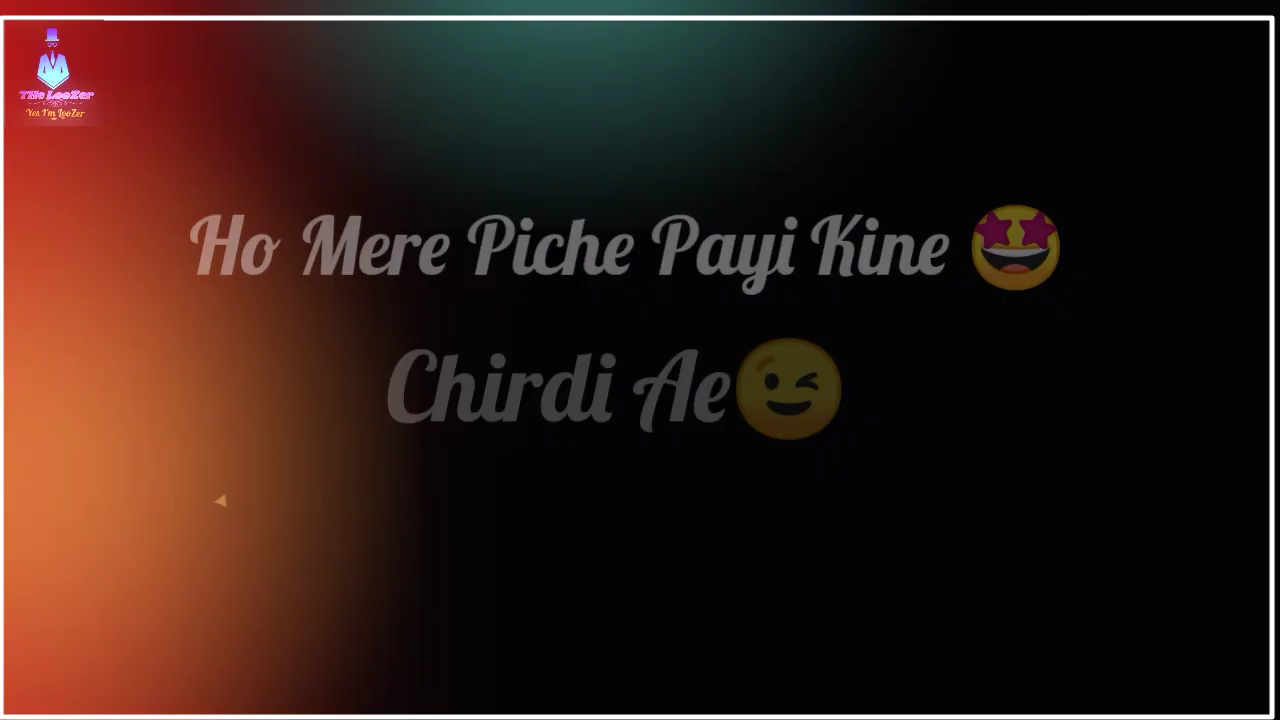 THe LooZer
Yes I'm LooZer
Ho Mere Piche Payi Kine 🤩
Chirdi Ae😉